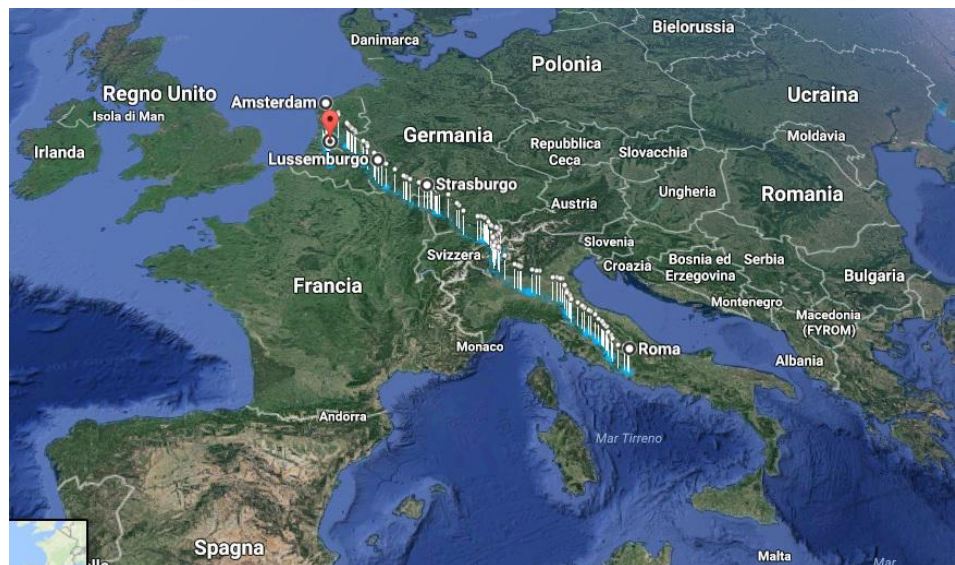 Danimarca
Bielorussia
Polonia
Regno Unito
Isola di Man
Amsterdam
Ucraina
Irlanda
Germania
Moldavia
Repubblica
Ceca
Slovacchia
Lussemburgo
Strasburgo
Ungheria
Romania
Austria
Slovenia
Svizzera
Croazia
Bosnia ed
Erzegovina
Serbia
Francia
Bulgaria
Montenegro
Macedonia
(FYROM)
Monaco
Roma
Albania
Andorra
Mar Tirreno
Spagna
Malta
Mar